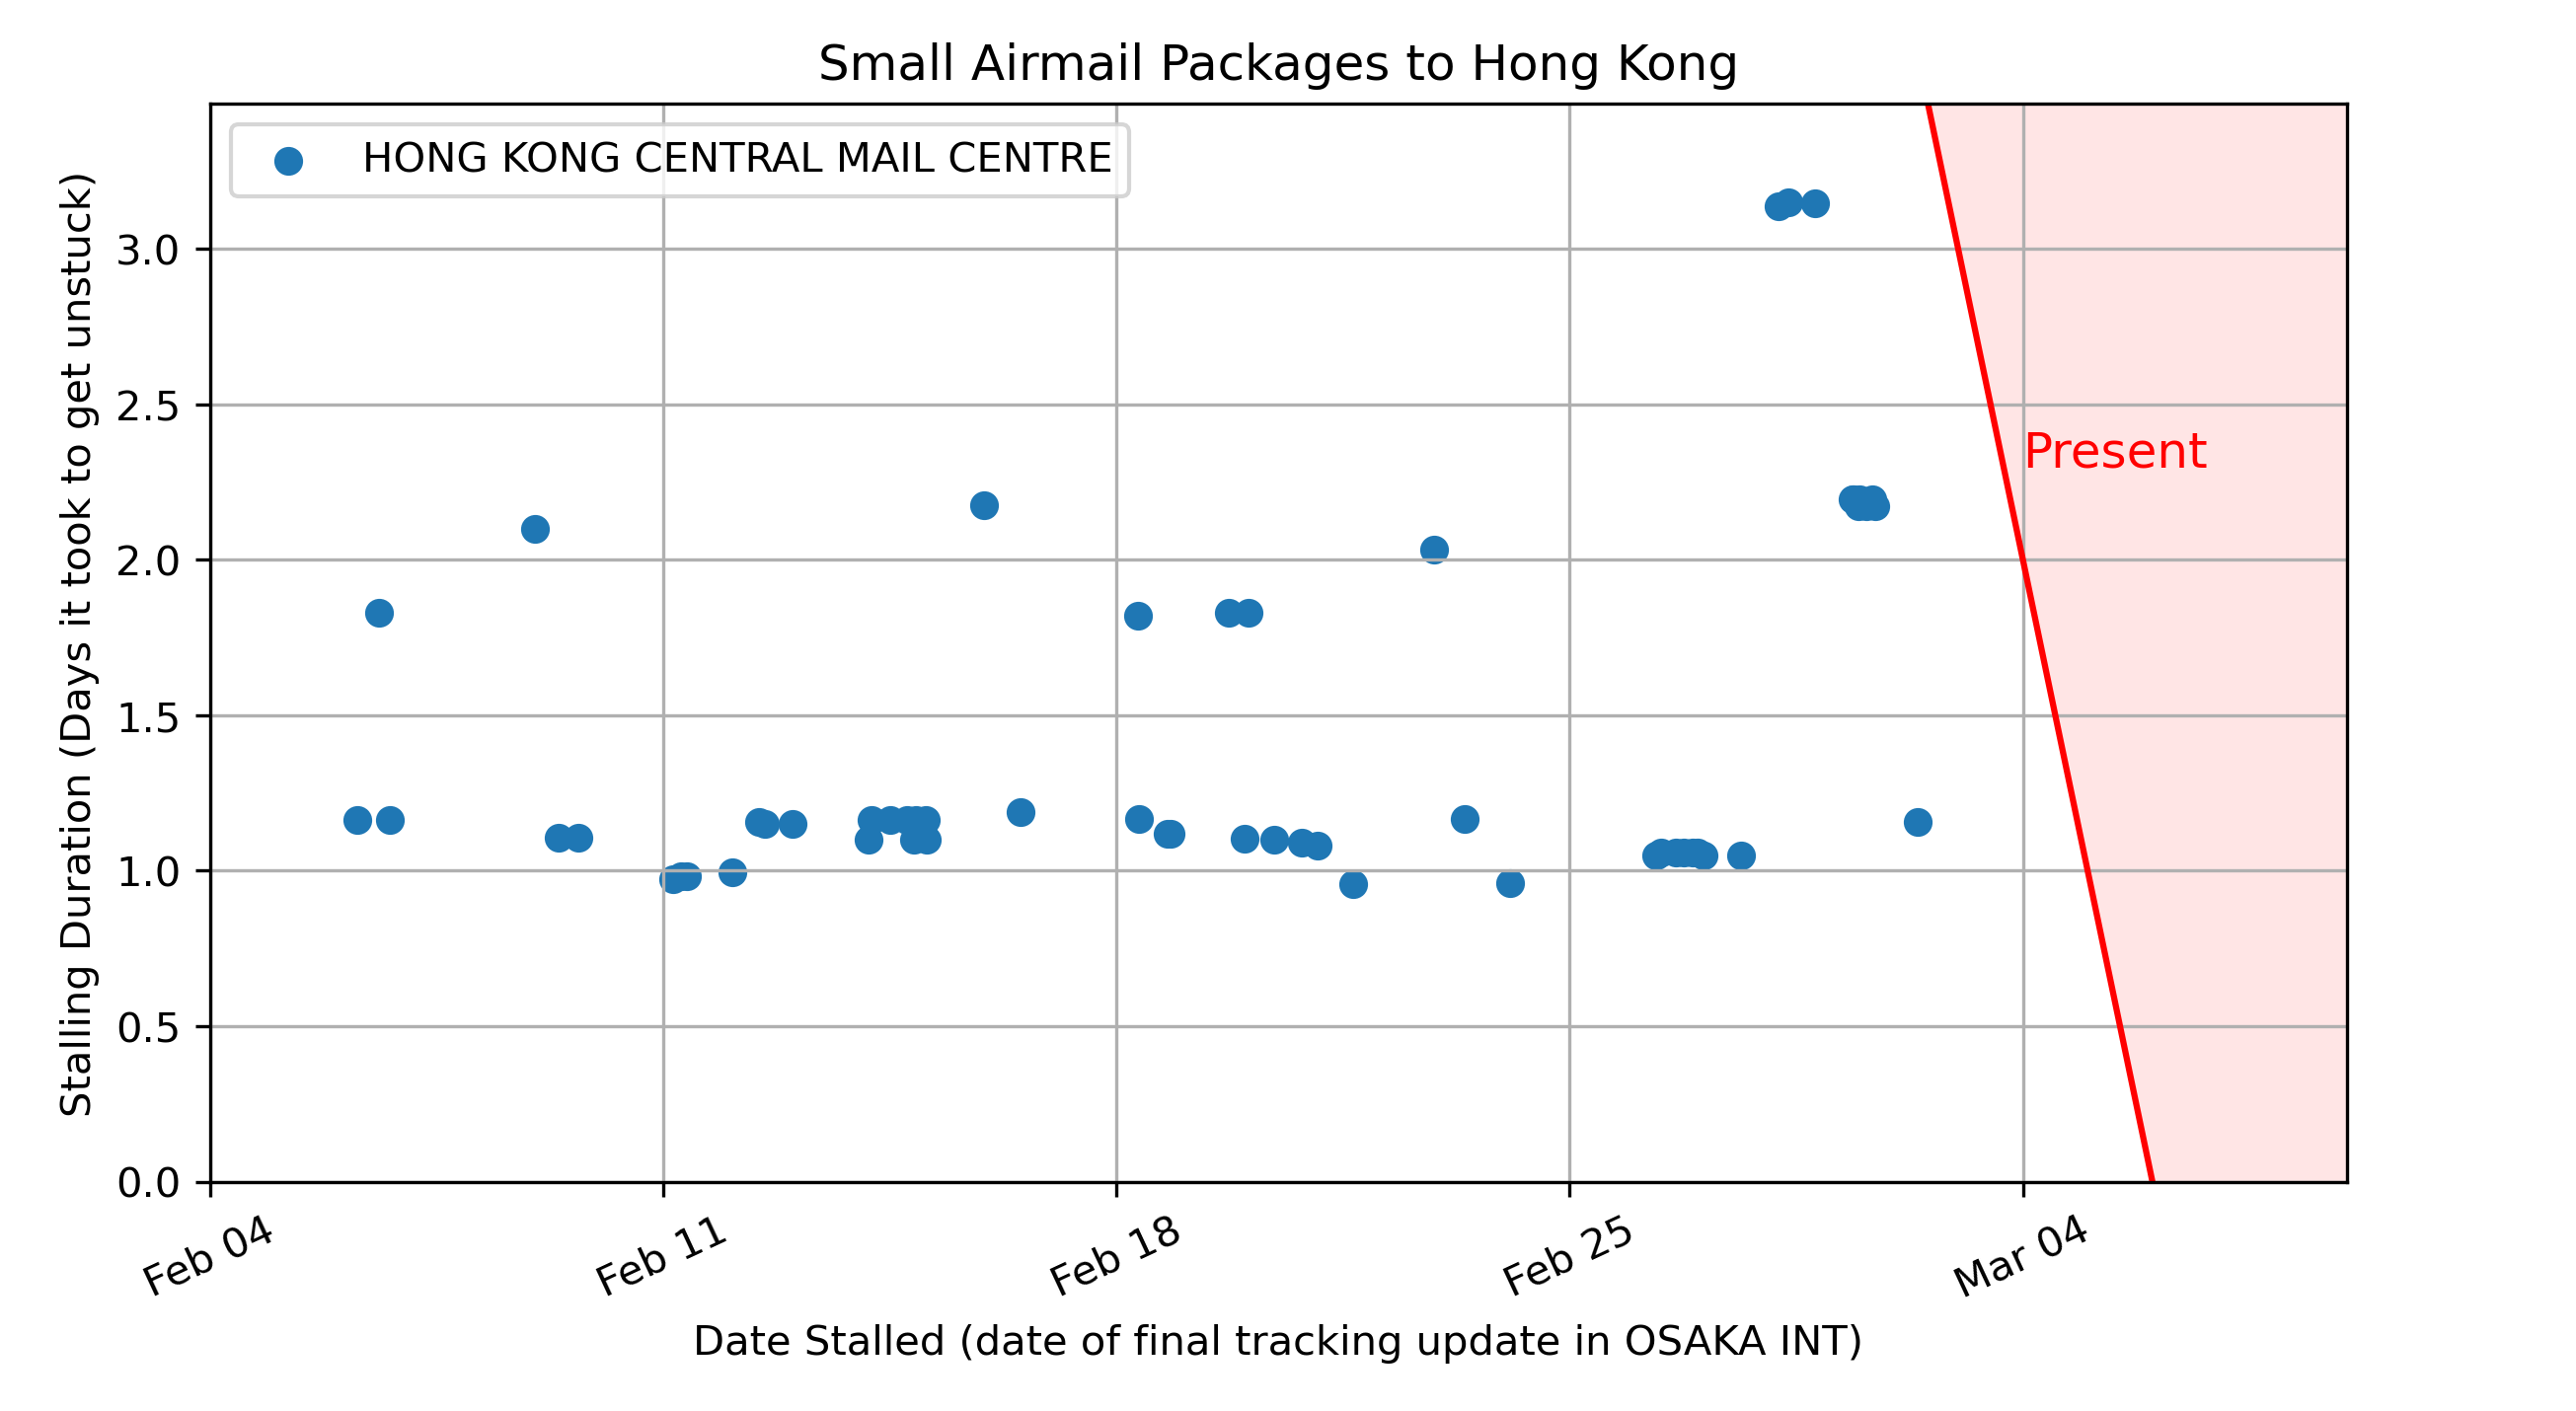 Small Airmail Packages to Hong Kong
HONG KONG CENTRAL MAIL CENTRE
Stalling Duration (Days it took to get unstuck)
3.0
2.5
2.0
1.5
1.0
0.5
0.0
Present
Feb 04
Feb 11
Feb 18
Feb 25
Mar 04
Date Stalled (date of final tracking update in OSAKA INT)